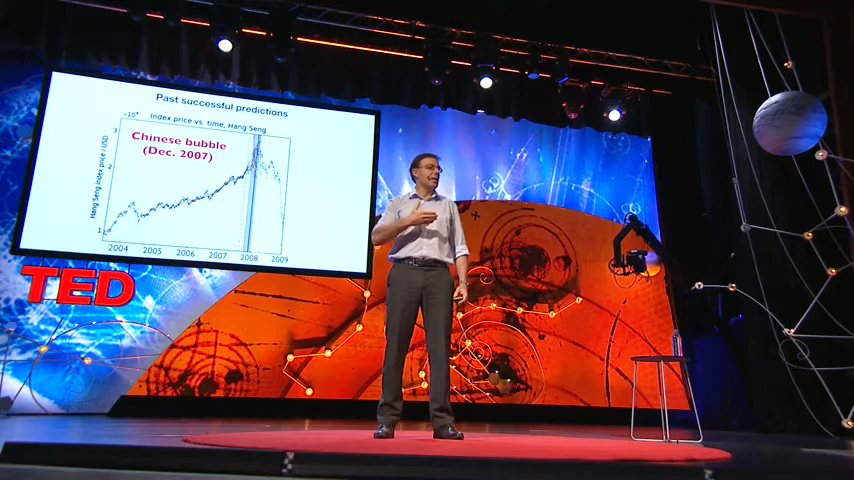 Past successful predictions
Index price vs. time, Hang Seng
×10⁴
Chinese bubble
(Dec. 2007)
Hang Seng index price / USD
3
2
1
2004 2005 2006 2007 2008 2009
TED